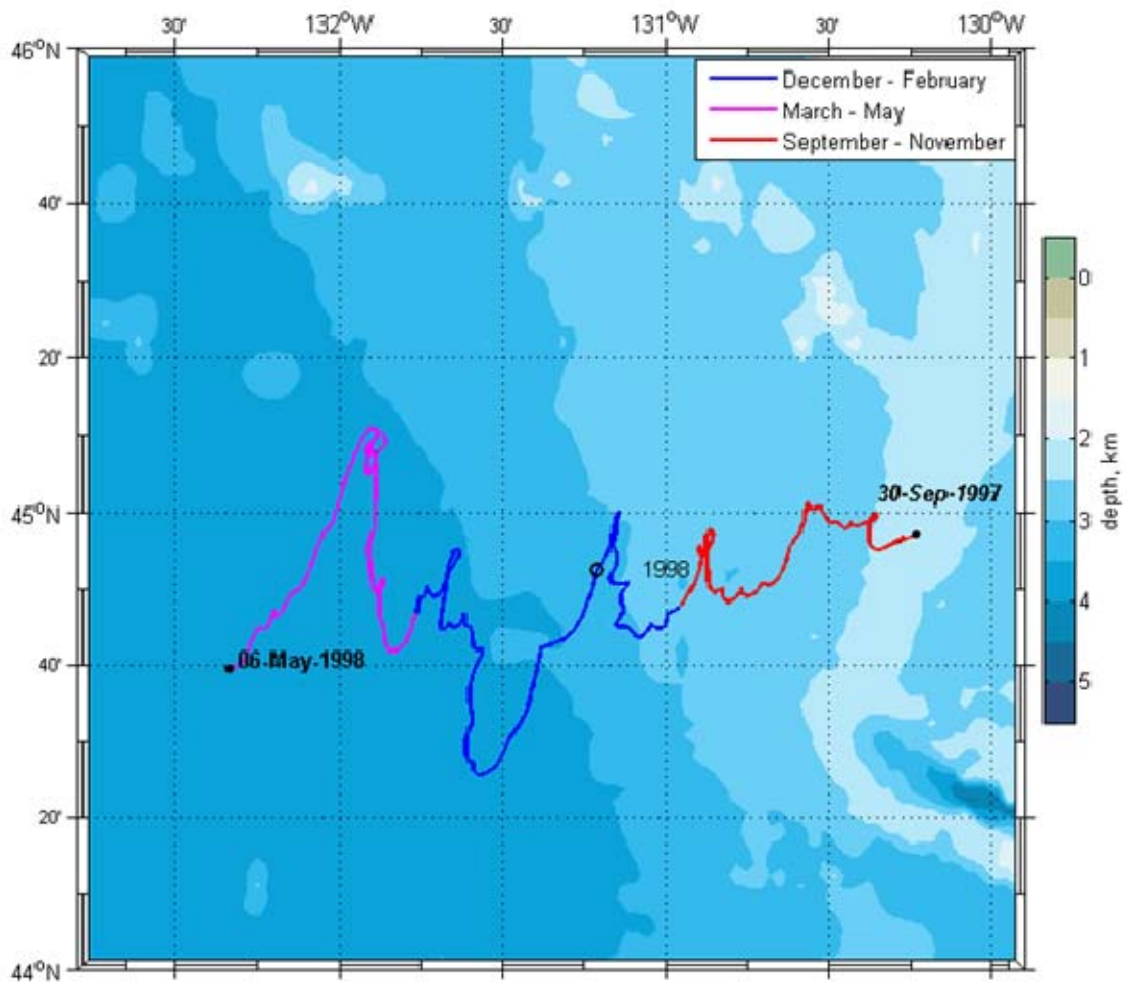 30' 132°W 30' 131°W 30' 130°W
46°N
December - February
March - May
September - November
40'
20'
45°N
40'
20'
44°N
30-Sep-1997
1998
06-May-1998
0
1
2
3
4
5
depth, km